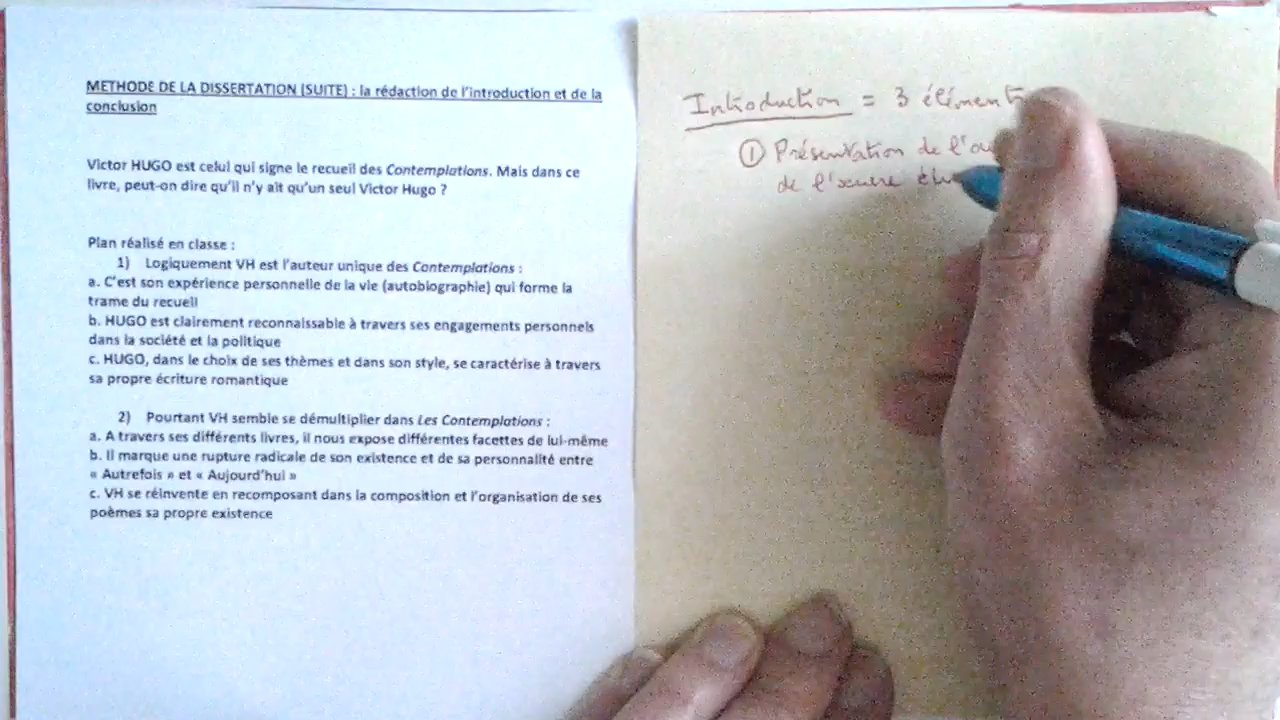 METHODE DE LA DISSERTATION (SUITE) : la rédaction de l'introduction et de la
conclusion
Victor HUGO est celui qui signe le recueil des Contemplations. Mais dans ce
livre, peut-on dire qu'il n'y ait qu'un seul Victor Hugo ?
Plan réalisé en classe :
1) Logiquement VH est l'auteur unique des Contemplations :
a. C'est son expérience personnelle de la vie (autobiographie) qui forme la
trame du recueil
b. HUGO est clairement reconnaissable à travers ses engagements personnels
dans la société et la politique
c. HUGO, dans le choix de ses thèmes et dans son style, se caractérise à travers
sa propre écriture romantique
2) Pourtant VH semble se démultiplier dans Les Contemplations :
a. A travers ses différents livres, il nous expose différentes facettes de lui-même
b. Il marque une rupture radicale de son existence et de sa personnalité entre
« Autrefois » et « Aujourd'hui »
c. VH se réinvente en recomposant dans la composition et l'organisation de ses
poèmes sa propre existence
Introduction = 3 élément
① Présentation de
de l'œuvre